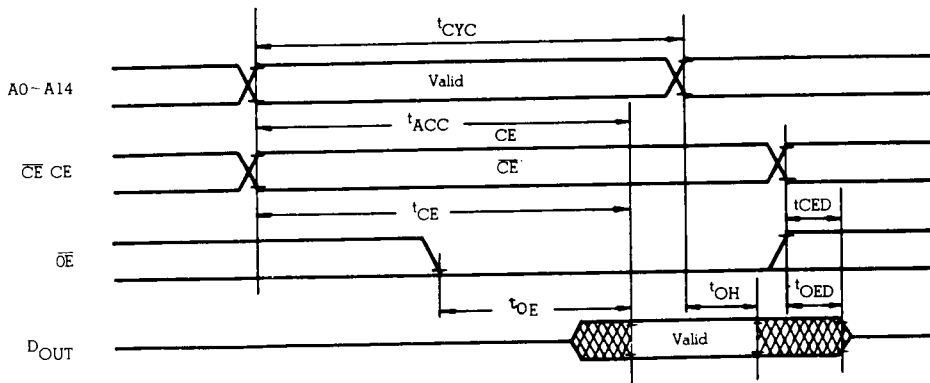 tCYC
A0~A14
Valid
tACC
CE
CE CE
CE
tCE
tCED
OE
tOH
tOED
tOE
DOUT
Valid